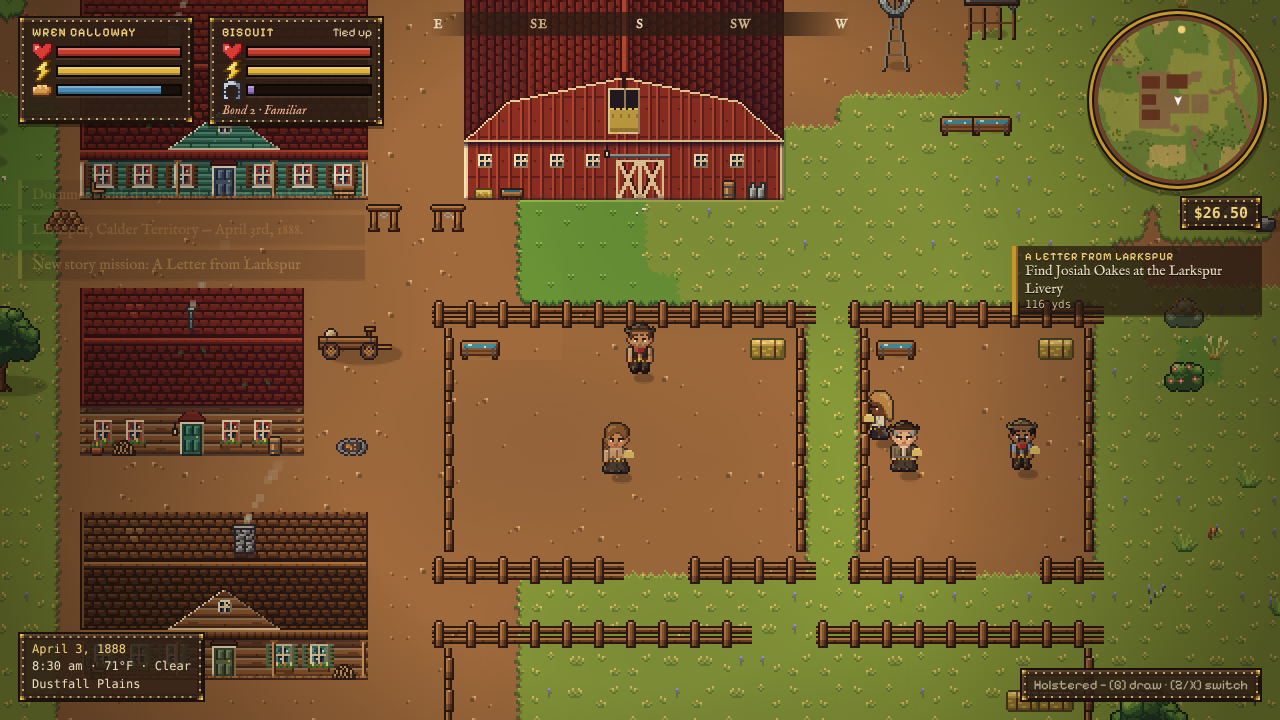 E SE S SW W
WREN CALLOWAY
BISCUIT Tied up
Bond 2 · Familiar
Larkspur, Calder Territory — April 3rd, 1888.
New story mission: A Letter from Larkspur
$26.50
A LETTER FROM LARKSPUR
Find Josiah Oakes at the Larkspur
Livery
116 yds
April 3, 1888
8:30 am · 71°F · Clear
Dustfall Plains
Holstered - [G] draw · [Z/X] switch